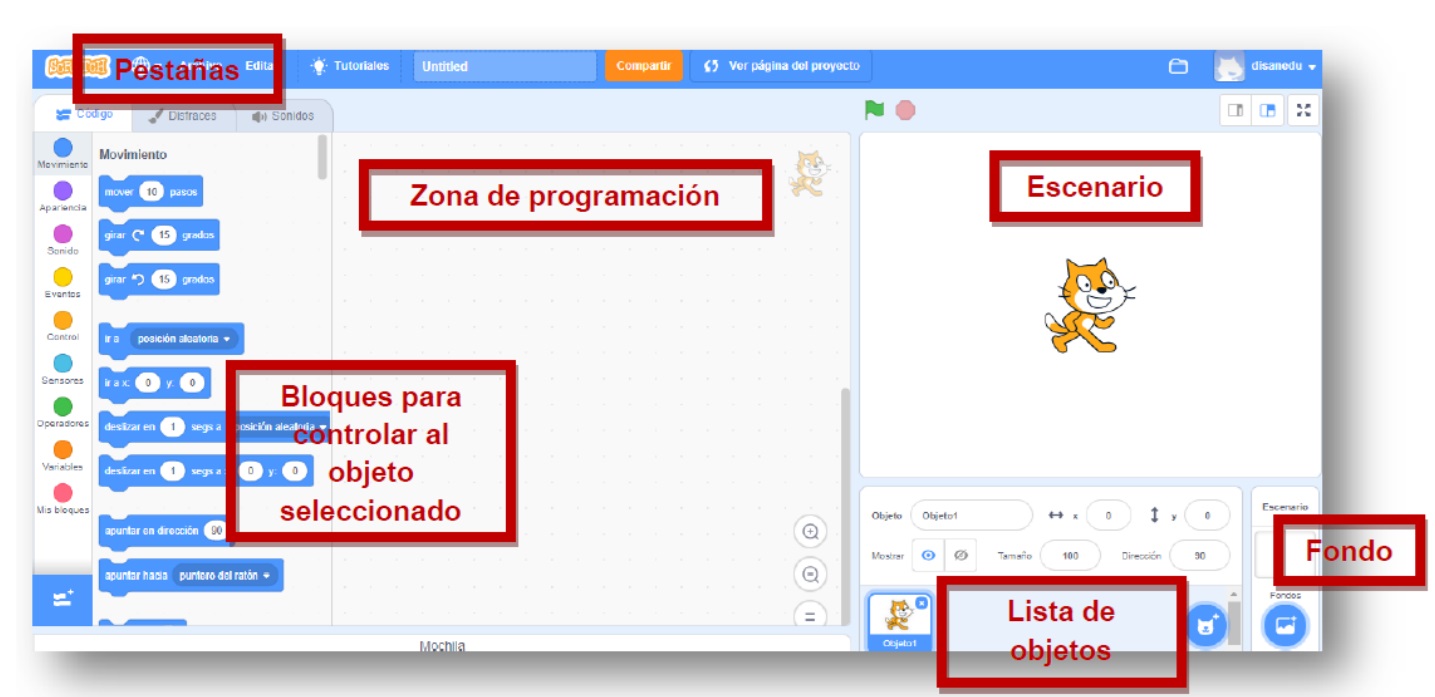 Pestañas
Tutoriales
Untitled
Compartir
Ver página del proyecto
disanedu
Código
Disfraces
Sonidos
Movimiento
Apariencia
Sonido
Eventos
Control
Sensores
Operadores
Variables
Mis bloques
Movimiento
mover 10 pasos
girar 15 grados
girar 15 grados
ir a posición aleatoria
ir a x: 0 y: 0
deslizar en 1 segs a posición aleatoria
deslizar en 1 segs a x: 0 y: 0
apuntar en dirección 90
apuntar hacia puntero del ratón
Zona de programación
Bloques para
controlar al
objeto
seleccionado
Mochila
Escenario
Objeto Objeto1 x 0 y 0
Mostrar Tamaño 100 Dirección 90
Objeto1
Lista de
objetos
Escenario
Fondo
Fondos